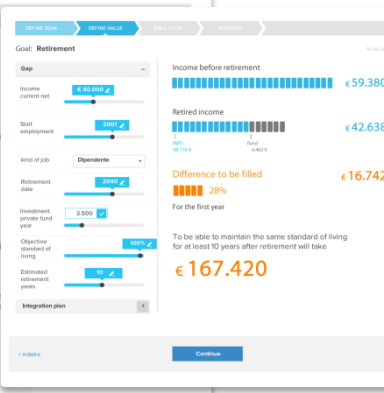 DEFINE GOAL
DEFINE VALUE
SIMULATION
PROPOSAL
Goal: Retirement
Gap
Income
current net
€ 40.000
Start
employment
2001
kind of job
Dipendente
Retirement
date
2040
Investment
private fund
year
3.500
Objective
standard of
living
100%
Estimated
retirement
years
10
Integration plan
Income before retirement
€59.380
Retired income
€42.638
INPS
fund
Difference to be filled
€16.742
28%
For the first year
To be able to maintain the same standard of living
for at least 10 years after retirement will take
€ 167.420
< Indietro
Continue